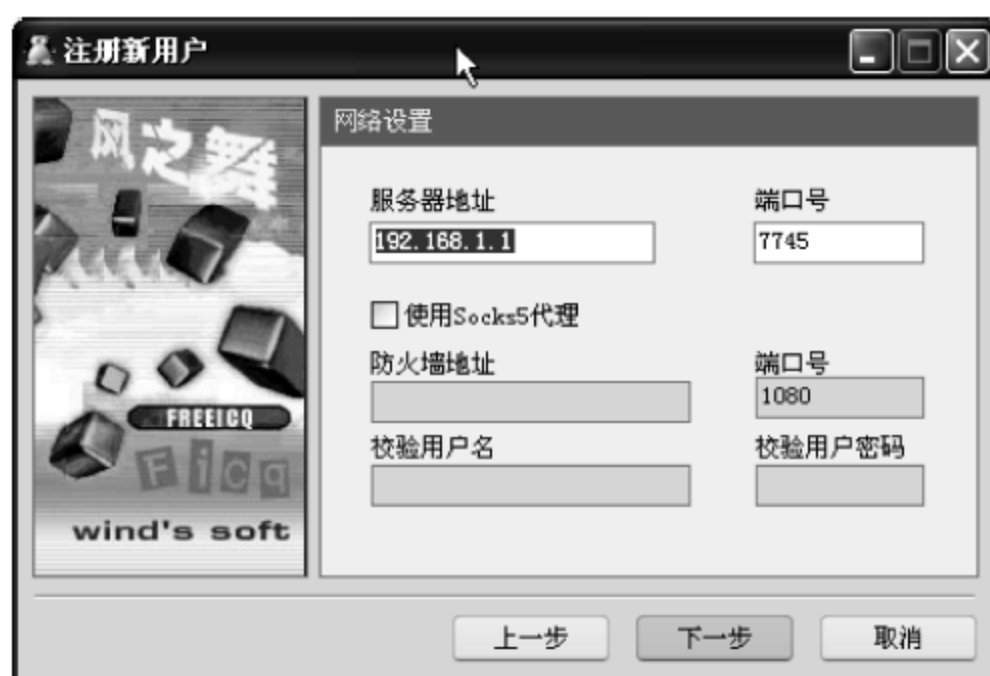 注册新用户
风之舞
FREEICQ
Ficq
wind's soft
网络设置
服务器地址 端口号
192.168.1.1 7745
使用Socks5代理
防火墙地址 端口号
1080
校验用户名 校验用户密码
上一步 下一步 取消